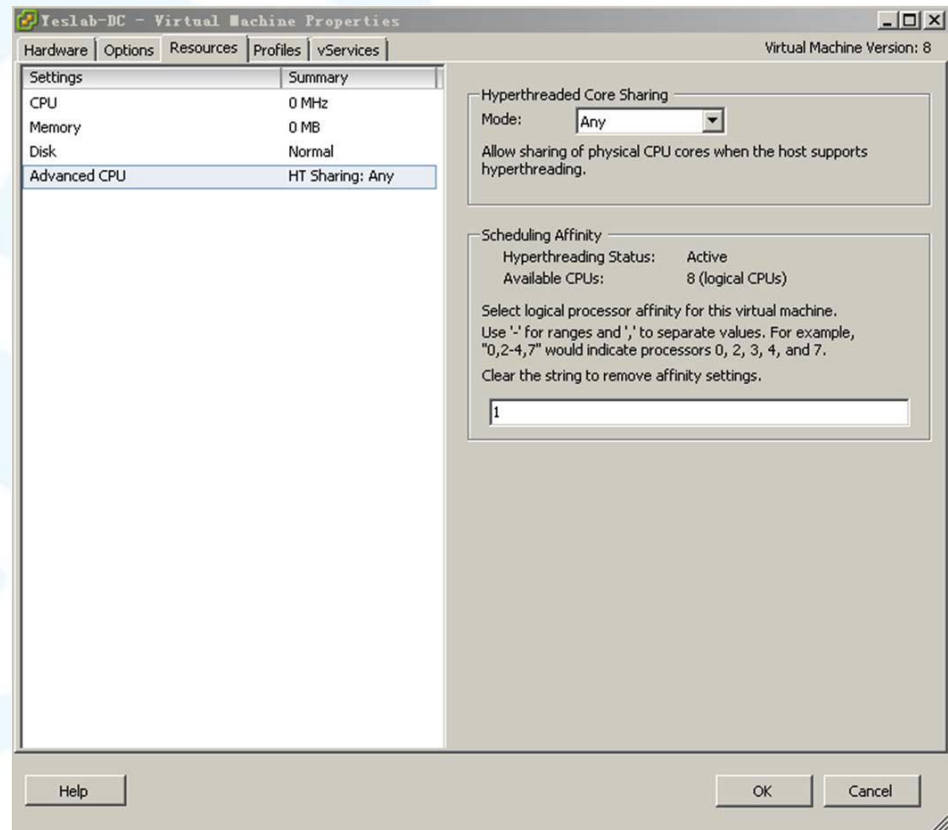 Yeslab-DC - Virtual Machine Properties
Hardware Options Resources Profiles vServices Virtual Machine Version: 8
Settings Summary
CPU 0 MHz
Memory 0 MB
Disk Normal
Advanced CPU HT Sharing: Any
Hyperthreaded Core Sharing
Mode: Any
Allow sharing of physical CPU cores when the host supports
hyperthreading.
Scheduling Affinity
Hyperthreading Status: Active
Available CPUs: 8 (logical CPUs)
Select logical processor affinity for this virtual machine.
Use '-' for ranges and ',' to separate values. For example,
"0,2-4,7" would indicate processors 0, 2, 3, 4, and 7.
Clear the string to remove affinity settings.
1
Help OK Cancel